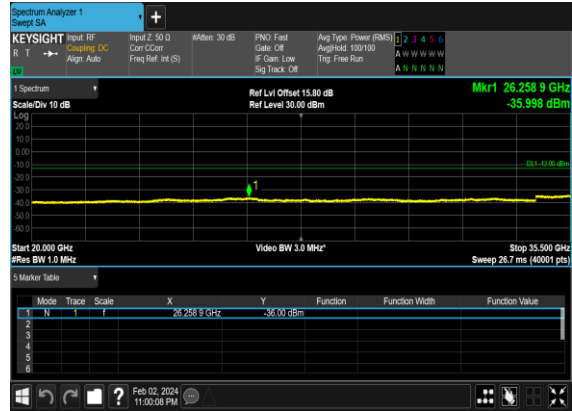 Spectrum Analyzer 1
Swept SA
+
KEYSIGHT Input: RF Input Z: 50 Ω #Atten: 30 dB PNO: Fast Avg Type: Power (RMS) 1 2 3 4 5 6
R T Coupling: DC Corr CCorr Gate: Off Avg|Hold: 100/100 A W W W W W
Align: Auto Freq Ref: Int (S) IF Gain: Low Trig: Free Run
Sig Track: Off A N N N N N
1 Spectrum Ref Lvl Offset 15.80 dB Mkr1 26.258 9 GHz
Scale/Div 10 dB Ref Level 30.00 dBm -35.998 dBm
Log
20.0
10.0
0.00
-10.0 DL1 -13.00 dBm
-20.0
-30.0 1
-40.0
-50.0
-60.0
Start 20.000 GHz Video BW 3.0 MHz* Stop 35.500 GHz
#Res BW 1.0 MHz Sweep 26.7 ms (40001 pts)
5 Marker Table
Mode Trace Scale X Y Function Function Width Function Value
1 N 1 f 26.258 9 GHz -36.00 dBm
2
3
4
5
6
? Feb 02, 2024
11:00:08 PM